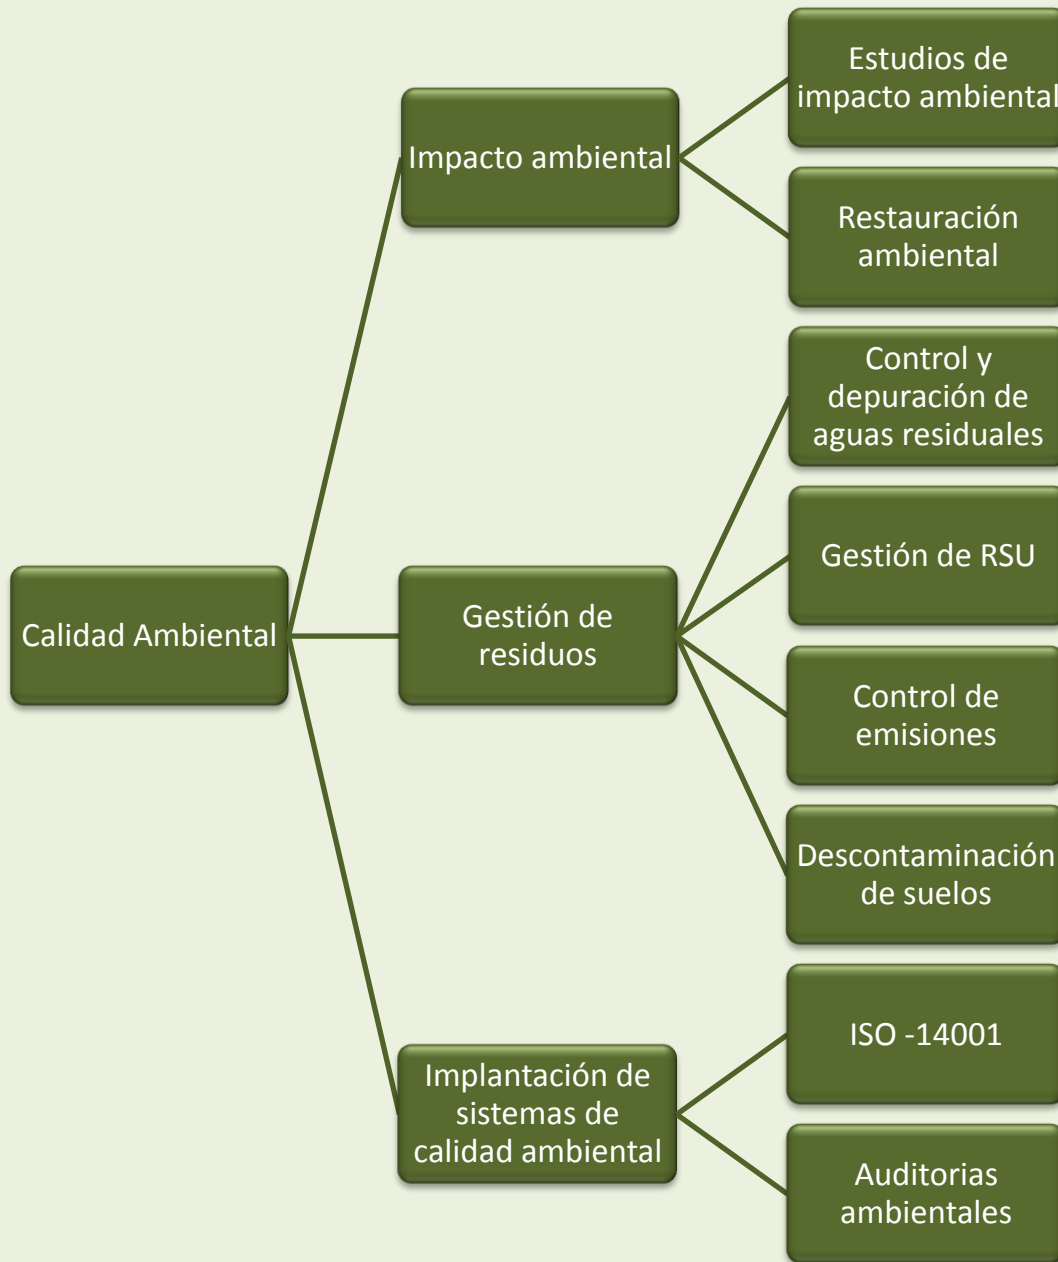 Calidad Ambiental
Impacto ambiental
Estudios de
impacto ambiental
Restauración
ambiental
Gestión de
residuos
Control y
depuración de
aguas residuales
Gestión de RSU
Control de
emisiones
Descontaminación
de suelos
Implantación de
sistemas de
calidad ambiental
ISO -14001
Auditorias
ambientales